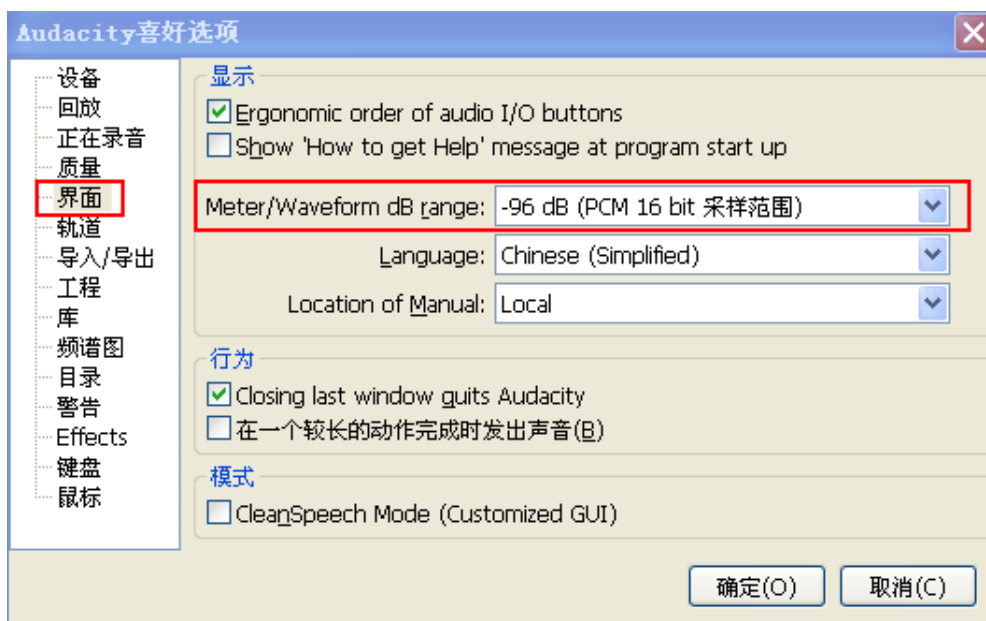 Audacity喜好选项
设备
回放
正在录音
质量
界面
轨道
导入/导出
工程
库
频谱图
目录
警告
Effects
键盘
鼠标
显示
Ergonomic order of audio I/O buttons
Show 'How to get Help' message at program start up
Meter/Waveform dB range: -96 dB (PCM 16 bit 采样范围)
Language: Chinese (Simplified)
Location of Manual: Local
行为
Closing last window quits Audacity
在一个较长的动作完成时发出声音(B)
模式
CleanSpeech Mode (Customized GUI)
确定(O)
取消(C)